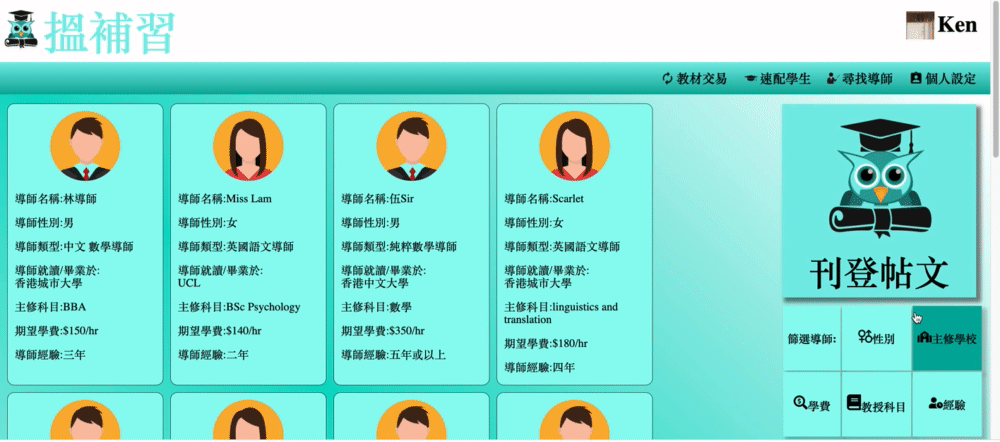 搵補習
Ken
教材交易 速配學生 尋找導師 個人設定
導師名稱:林導師
導師性別:男
導師類型:中文 數學導師
導師就讀/畢業於:
香港城市大學
主修科目:BBA
期望學費:$150/hr
導師經驗:三年
導師名稱:Miss Lam
導師性別:女
導師類型:英國語文導師
導師就讀/畢業於:
UCL
主修科目:BSc Psychology
期望學費:$140/hr
導師經驗:二年
導師名稱:伍Sir
導師性別:男
導師類型:純粹數學導師
導師就讀/畢業於:
香港中文大學
主修科目:數學
期望學費:$350/hr
導師經驗:五年或以上
導師名稱:Scarlet
導師性別:女
導師類型:英國語文導師
導師就讀/畢業於:
香港城市大學
主修科目:linguistics and
translation
期望學費:$180/hr
導師經驗:四年
刊登帖文
篩選導師: 性別 主修學校
學費 教授科目 經驗